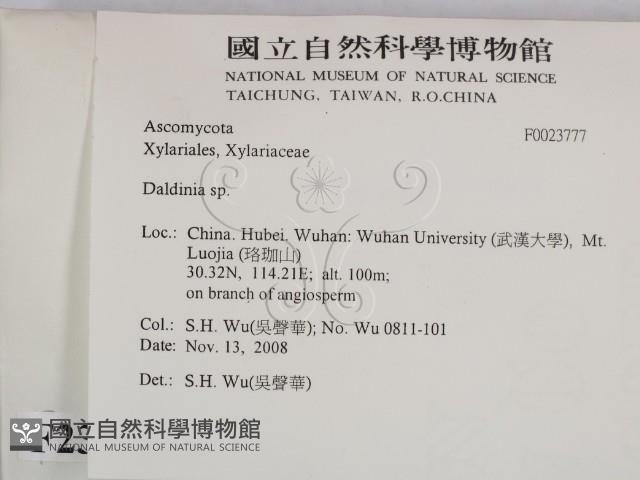 國立自然科學博物館
NATIONAL MUSEUM OF NATURAL SCIENCE
TAICHUNG, TAIWAN, R.O.CHINA
Ascomycota
F0023777
Xylariales, Xylariaceae
Daldinia sp.
Loc.: China. Hubei. Wuhan: Wuhan University (武漢大學), Mt.
Luojia (珞珈山)
30.32N, 114.21E; alt. 100m;
on branch of angiosperm
Col.: S.H. Wu(吳聲華); No. Wu 0811-101
Date: Nov. 13, 2008
Det.: S.H. Wu(吳聲華)
國立自然科學博物館
NATIONAL MUSEUM OF NATURAL SCIENCE